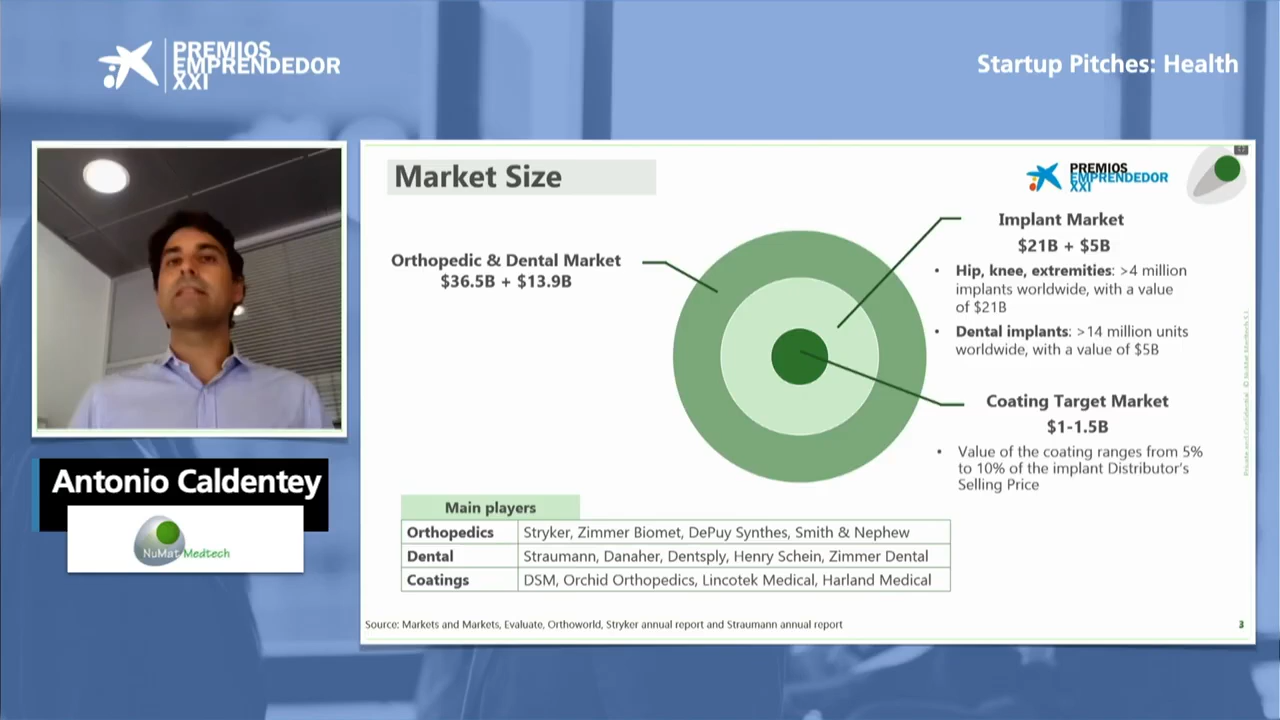 PREMIOS
EMPRENDEDOR
XXI
Startup Pitches: Health
Market Size
PREMIOS
EMPRENDEDOR
XXI
Orthopedic & Dental Market
$36.5B + $13.9B
Implant Market
$21B + $5B
• Hip, knee, extremities: >4 million
implants worldwide, with a value
of $21B
• Dental implants: >14 million units
worldwide, with a value of $5B
Coating Target Market
$1-1.5B
• Value of the coating ranges from 5%
to 10% of the implant Distributor's
Selling Price
Main players
Orthopedics Stryker, Zimmer Biomet, DePuy Synthes, Smith & Nephew
Dental Straumann, Danaher, Dentsply, Henry Schein, Zimmer Dental
Coatings DSM, Orchid Orthopedics, Lincotek Medical, Harland Medical
Source: Markets and Markets, Evaluate, Orthoworld, Stryker annual report and Straumann annual report
3
Antonio Caldentey
NuMat Medtech